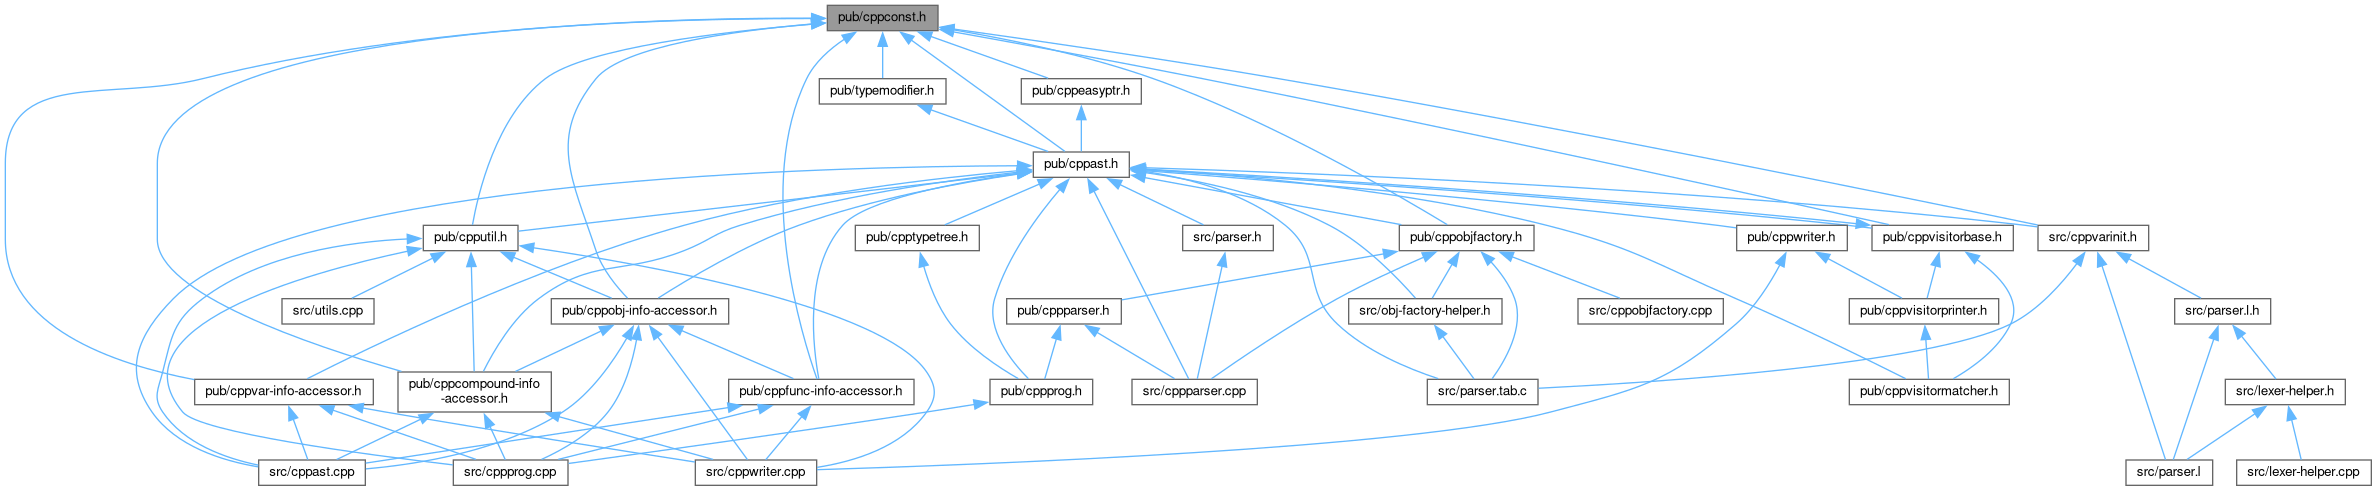 pub/cppconst.h
pub/typemodifier.h
pub/cppeasyptr.h
pub/cppast.h
pub/cpputil.h
pub/cpptypetree.h
src/parser.h
pub/cppobjfactory.h
pub/cppwriter.h
pub/cppvisitorbase.h
src/cppvarinit.h
src/utils.cpp
pub/cppobj-info-accessor.h
pub/cppparser.h
src/obj-factory-helper.h
src/cppobjfactory.cpp
pub/cppvisitorprinter.h
src/parser.l.h
pub/cppvar-info-accessor.h
pub/cppcompound-info
-accessor.h
pub/cppfunc-info-accessor.h
pub/cppprog.h
src/cppparser.cpp
src/parser.tab.c
pub/cppvisitormatcher.h
src/lexer-helper.h
src/cppast.cpp
src/cppprog.cpp
src/cppwriter.cpp
src/parser.l
src/lexer-helper.cpp